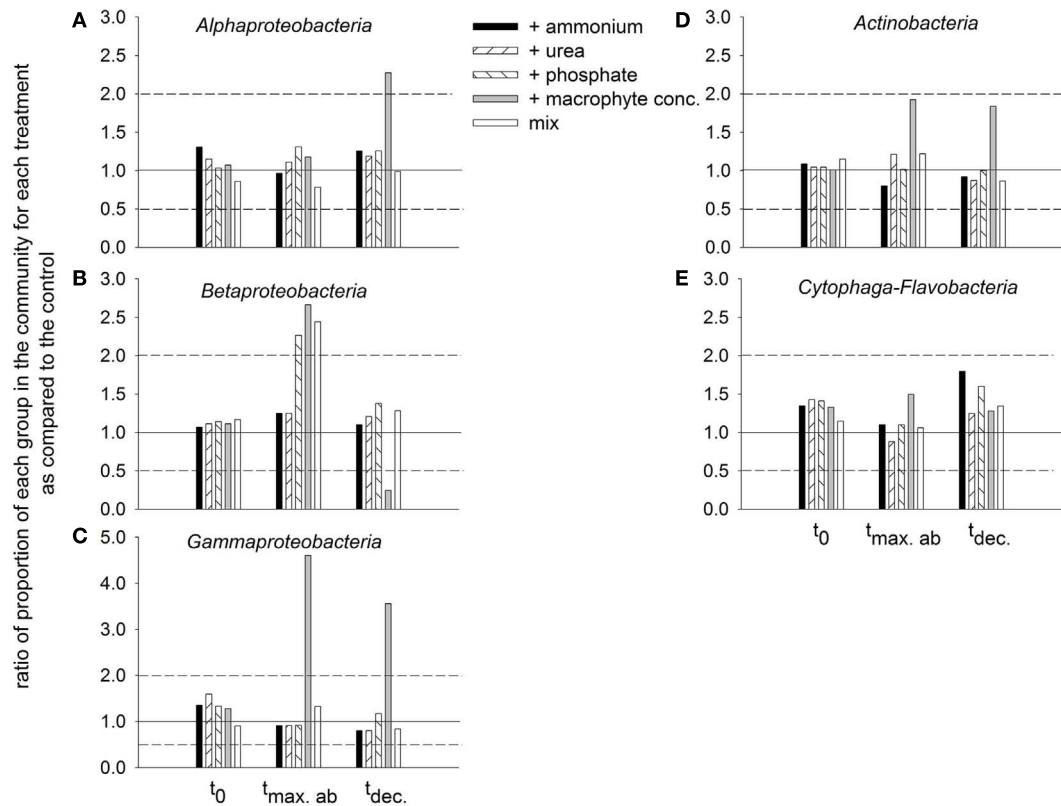 ratio of proportion of each group in the community for each treatment
as compared to the control
A
Alphaproteobacteria
3.0
2.5
2.0
1.5
1.0
0.5
0.0
+ ammonium
+ urea
+ phosphate
+ macrophyte conc.
mix
D
Actinobacteria
3.0
2.5
2.0
1.5
1.0
0.5
0.0
B
Betaproteobacteria
3.0
2.5
2.0
1.5
1.0
0.5
0.0
E
Cytophaga-Flavobacteria
3.0
2.5
2.0
1.5
1.0
0.5
0.0
t0 tmax. ab tdec.
C
Gammaproteobacteria
5.0
4.0
3.0
2.0
1.0
0.0
t0 tmax. ab tdec.